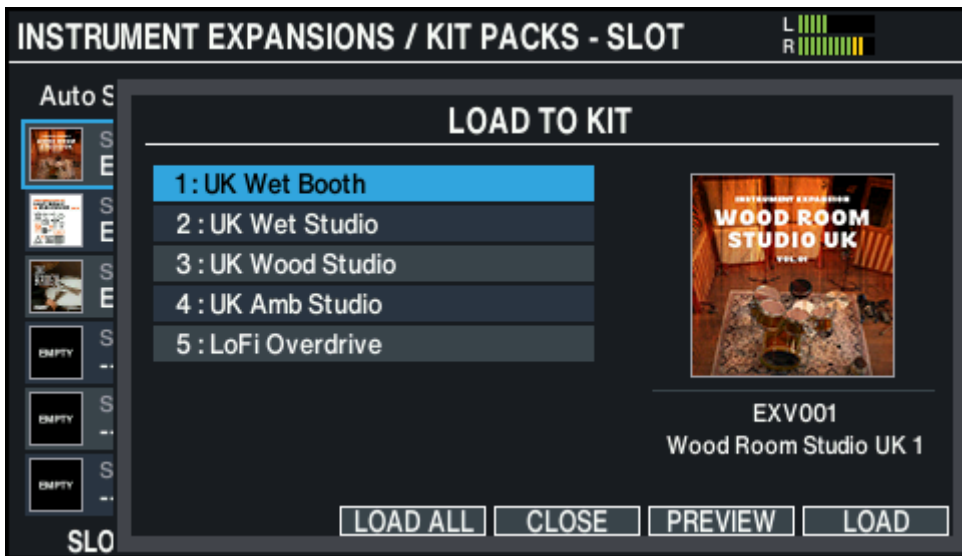 INSTRUMENT EXPANSIONS / KIT PACKS - SLOT
L
R
Auto S
S
E
S
E
S
E
EMPTY
S
--
EMPTY
S
--
EMPTY
S
--
SLO
LOAD TO KIT
1 : UK Wet Booth
2 : UK Wet Studio
3 : UK Wood Studio
4 : UK Amb Studio
5 : LoFi Overdrive
INSTRUMENT EXPANSION
WOOD ROOM
STUDIO UK
VOL.01
EXV001
Wood Room Studio UK 1
LOAD ALL
CLOSE
PREVIEW
LOAD